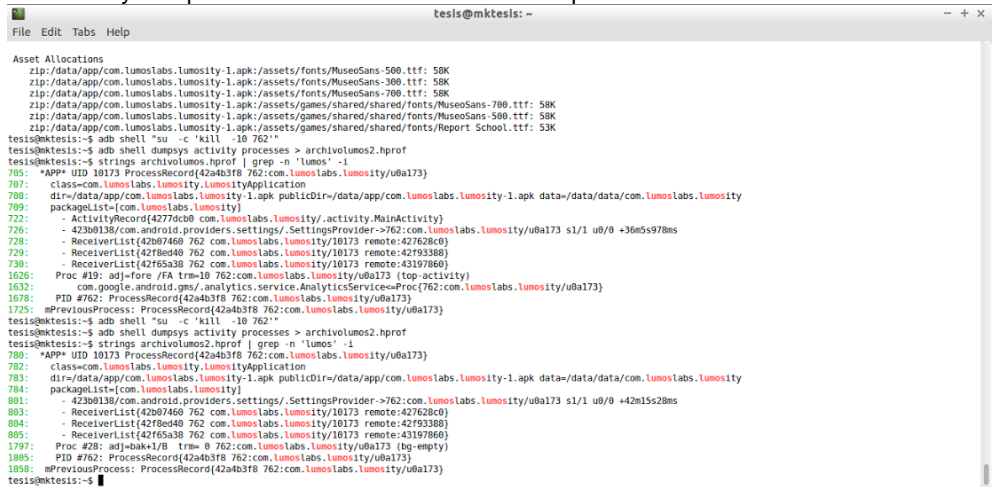 tesis@mktesis: ~
File Edit Tabs Help
Asset Allocations
zip:/data/app/com.lumoslabs.lumosity-1.apk:/assets/fonts/MuseoSans-500.ttf: 58K
zip:/data/app/com.lumoslabs.lumosity-1.apk:/assets/fonts/MuseoSans-300.ttf: 58K
zip:/data/app/com.lumoslabs.lumosity-1.apk:/assets/fonts/MuseoSans-700.ttf: 58K
zip:/data/app/com.lumoslabs.lumosity-1.apk:/assets/games/shared/shared/fonts/MuseoSans-700.ttf: 58K
zip:/data/app/com.lumoslabs.lumosity-1.apk:/assets/games/shared/shared/fonts/MuseoSans-500.ttf: 58K
zip:/data/app/com.lumoslabs.lumosity-1.apk:/assets/games/shared/shared/fonts/Report School.ttf: 53K
tesis@mktesis:~$ adb shell "su -c 'kill -10 762'"
tesis@mktesis:~$ adb shell dumpsys activity processes > archivolumos2.hprof
tesis@mktesis:~$ strings archivolumos.hprof | grep -n 'lumos' -i
705: *APP* UID 10173 ProcessRecord{42a4b3f8 762:com.lumoslabs.lumosity/u0a173}
707: class=com.lumoslabs.lumosity.LumosityApplication
708: dir=/data/app/com.lumoslabs.lumosity-1.apk publicDir=/data/app/com.lumoslabs.lumosity-1.apk data=/data/data/com.lumoslabs.lumosity
709: packageList=[com.lumoslabs.lumosity]
722: - ActivityRecord{4277dcb0 com.lumoslabs.lumosity/.activity.MainActivity}
726: - 423b0138/com.android.providers.settings/.SettingsProvider->762:com.lumoslabs.lumosity/u0a173 s1/1 u0/0 +36m5s978ms
728: - ReceiverList{42b07460 762 com.lumoslabs.lumosity/10173 remote:427628c0}
729: - ReceiverList{42f8ed40 762 com.lumoslabs.lumosity/10173 remote:42f93388}
730: - ReceiverList{42f65a38 762 com.lumoslabs.lumosity/10173 remote:43197860}
1626: Proc #19: adj=fore /FA trm=10 762:com.lumoslabs.lumosity/u0a173 (top-activity)
1632: com.google.android.gms/.analytics.service.AnalyticsService<=Proc{762:com.lumoslabs.lumosity/u0a173}
1678: PID #762: ProcessRecord{42a4b3f8 762:com.lumoslabs.lumosity/u0a173}
1725: mPreviousProcess: ProcessRecord{42a4b3f8 762:com.lumoslabs.lumosity/u0a173}
tesis@mktesis:~$ adb shell "su -c 'kill -10 762'"
tesis@mktesis:~$ adb shell dumpsys activity processes > archivolumos2.hprof
tesis@mktesis:~$ strings archivolumos2.hprof | grep -n 'lumos' -i
780: *APP* UID 10173 ProcessRecord{42a4b3f8 762:com.lumoslabs.lumosity/u0a173}
782: class=com.lumoslabs.lumosity.LumosityApplication
783: dir=/data/app/com.lumoslabs.lumosity-1.apk publicDir=/data/app/com.lumoslabs.lumosity-1.apk data=/data/data/com.lumoslabs.lumosity
784: packageList=[com.lumoslabs.lumosity]
801: - 423b0138/com.android.providers.settings/.SettingsProvider->762:com.lumoslabs.lumosity/u0a173 s1/1 u0/0 +42m15s28ms
803: - ReceiverList{42b07460 762 com.lumoslabs.lumosity/10173 remote:427628c0}
804: - ReceiverList{42f8ed40 762 com.lumoslabs.lumosity/10173 remote:42f93388}
805: - ReceiverList{42f65a38 762 com.lumoslabs.lumosity/10173 remote:43197860}
1797: Proc #28: adj=bak+1/B trm= 0 762:com.lumoslabs.lumosity/u0a173 (bg-empty)
1805: PID #762: ProcessRecord{42a4b3f8 762:com.lumoslabs.lumosity/u0a173}
1858: mPreviousProcess: ProcessRecord{42a4b3f8 762:com.lumoslabs.lumosity/u0a173}
tesis@mktesis:~$